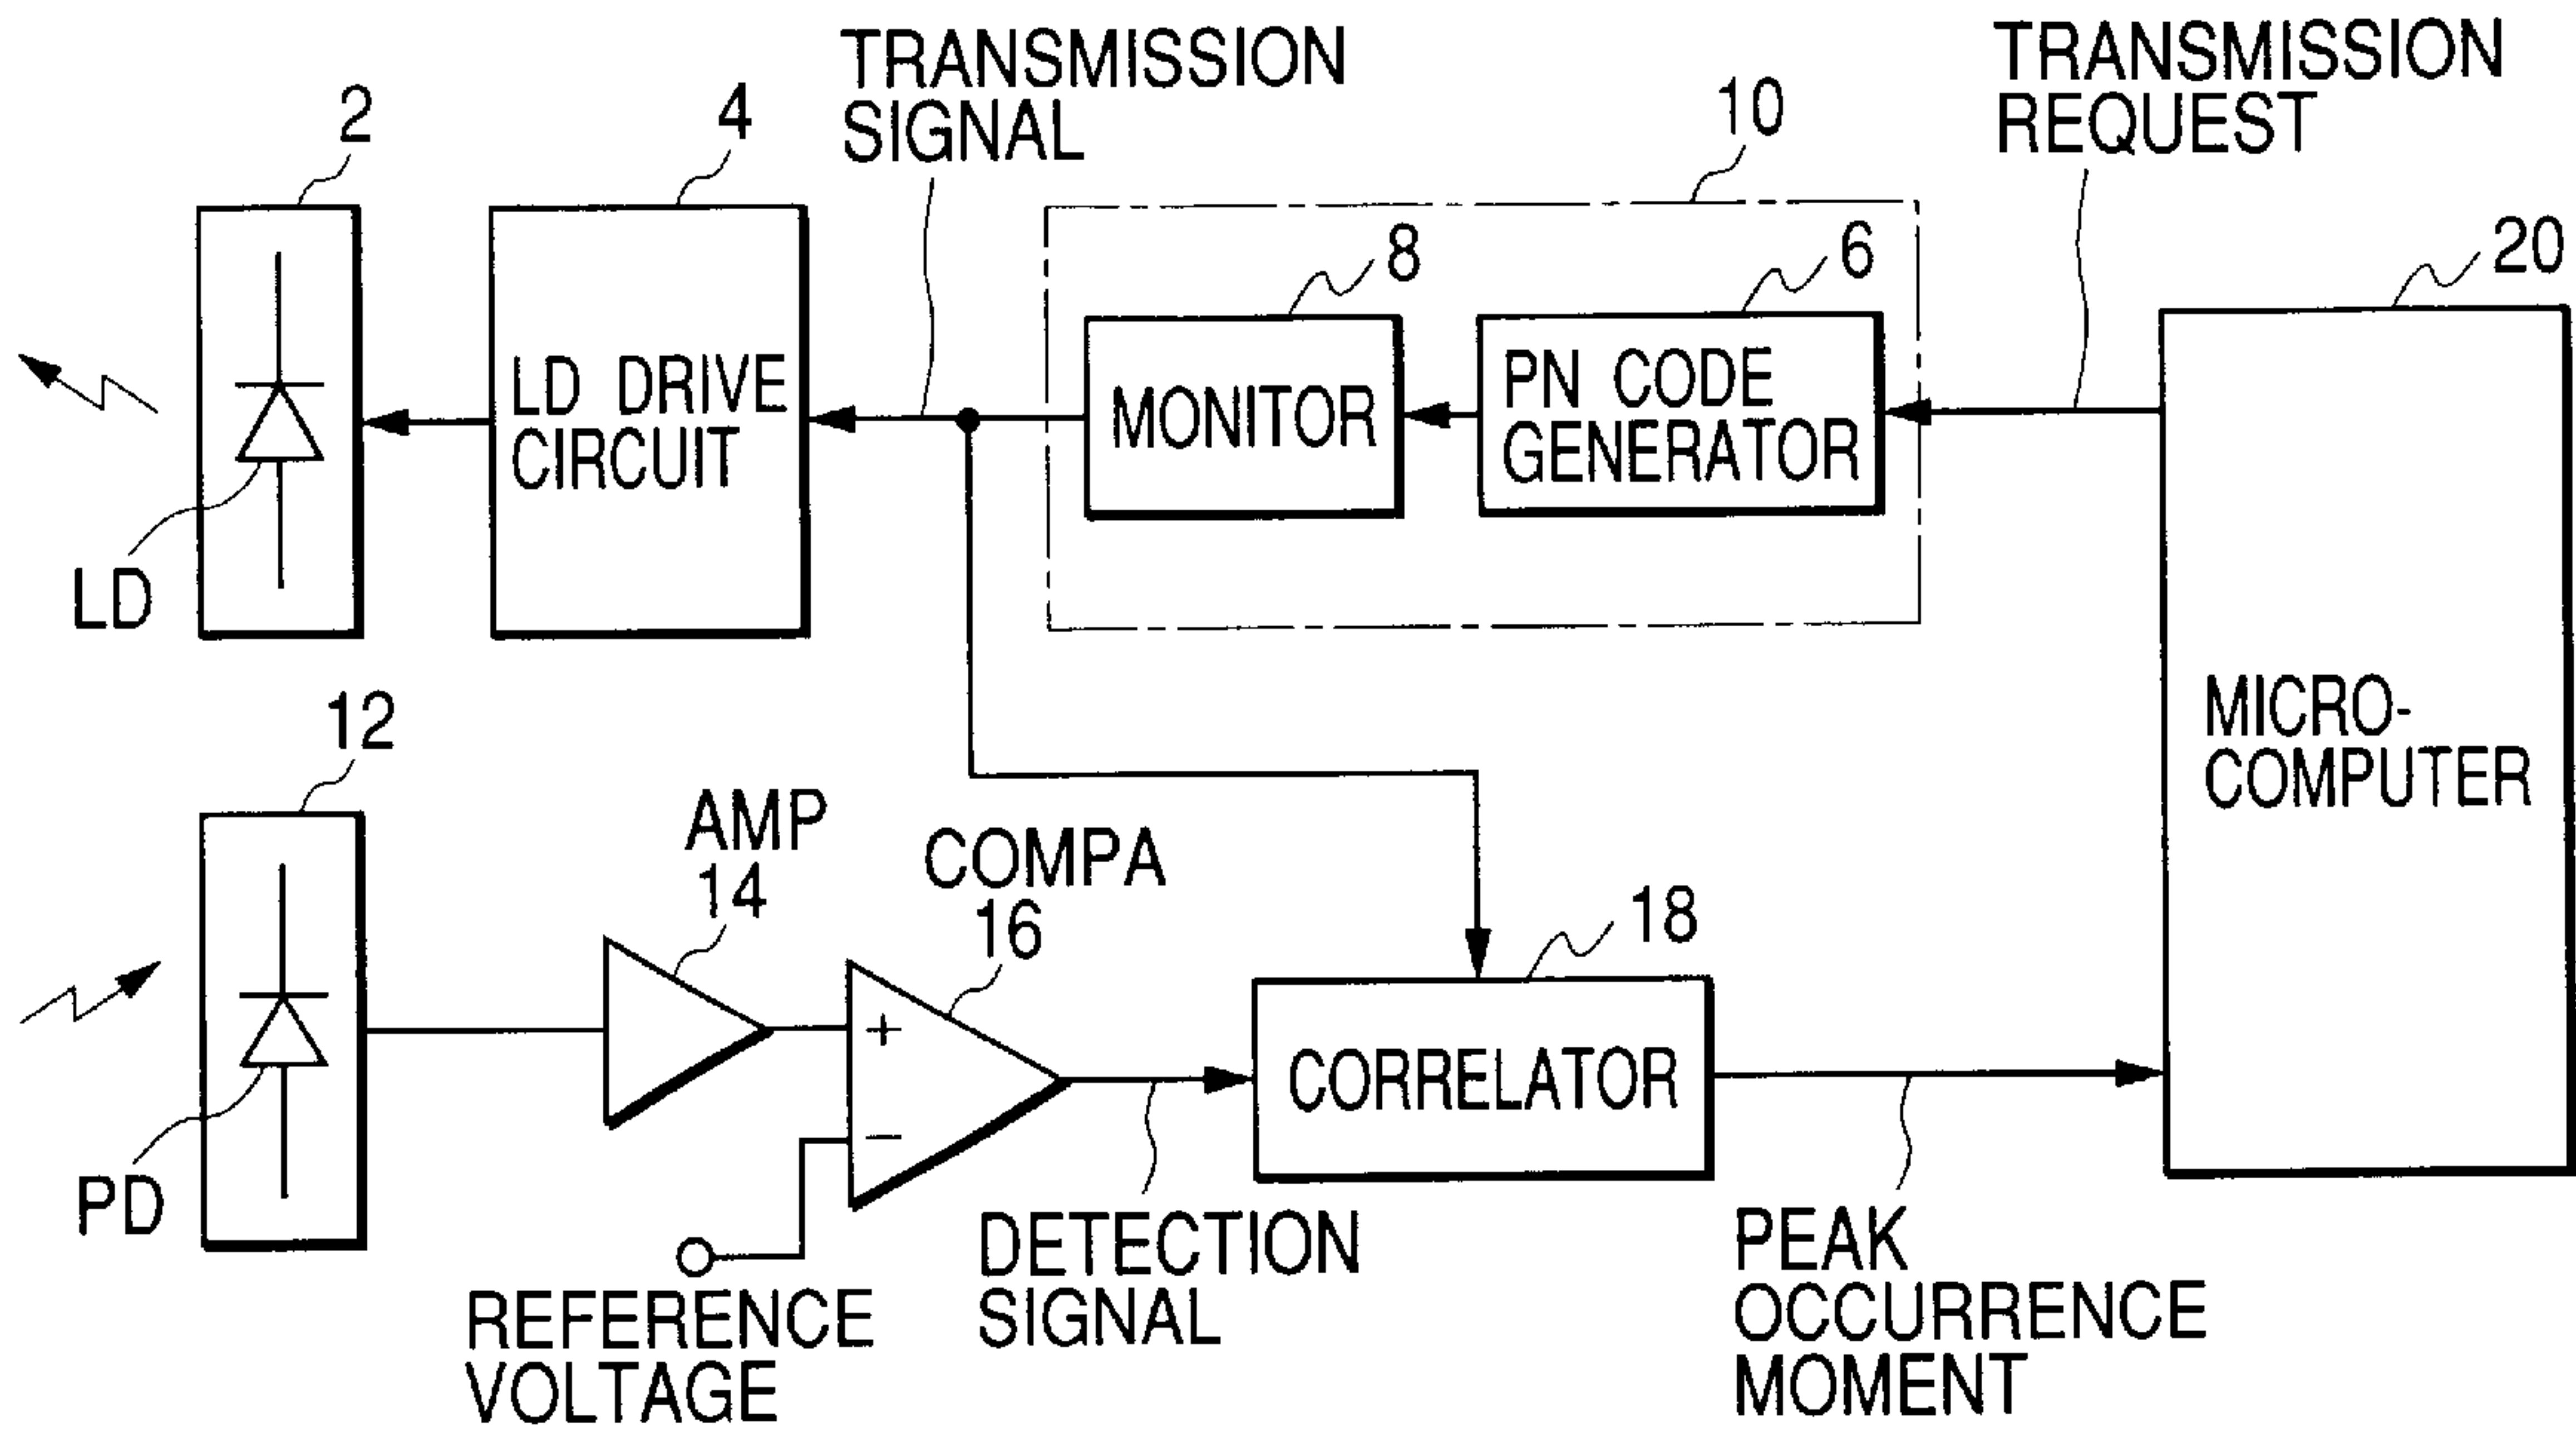 TRANSMISSION
SIGNAL
TRANSMISSION
REQUEST
2
4
10
8
6
20
LD DRIVE
CIRCUIT
MONITOR
PN CODE
GENERATOR
LD
MICRO-
COMPUTER
12
AMP
14
COMPA
16
18
+
−
CORRELATOR
PD
REFERENCE
VOLTAGE
DETECTION
SIGNAL
PEAK
OCCURRENCE
MOMENT